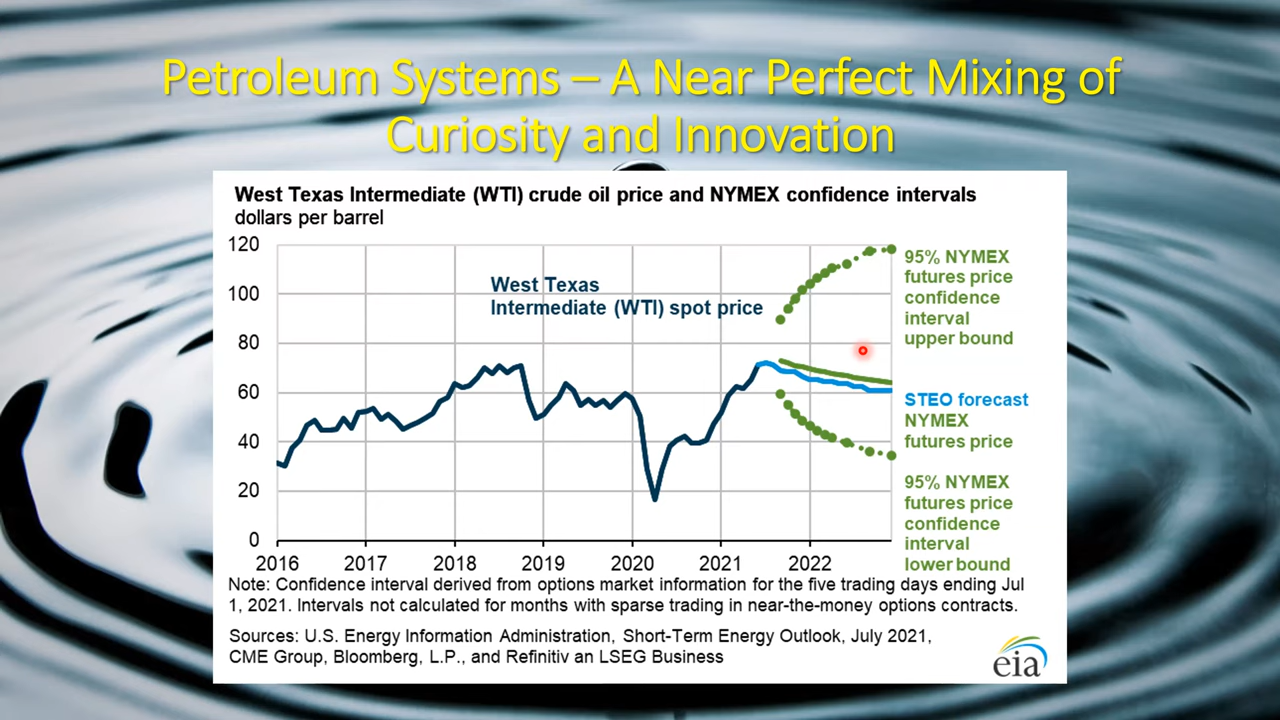 Petroleum Systems – A Near Perfect Mixing of
Curiosity and Innovation
West Texas Intermediate (WTI) crude oil price and NYMEX confidence intervals
dollars per barrel
120
100
80
60
40
20
0
West Texas
Intermediate (WTI) spot price
95% NYMEX
futures price
confidence
interval
upper bound
STEO forecast
NYMEX
futures price
95% NYMEX
futures price
confidence
interval
lower bound
2016 2017 2018 2019 2020 2021 2022
Note: Confidence interval derived from options market information for the five trading days ending Jul
1, 2021. Intervals not calculated for months with sparse trading in near-the-money options contracts.
Sources: U.S. Energy Information Administration, Short-Term Energy Outlook, July 2021,
CME Group, Bloomberg, L.P., and Refinitiv an LSEG Business
eia